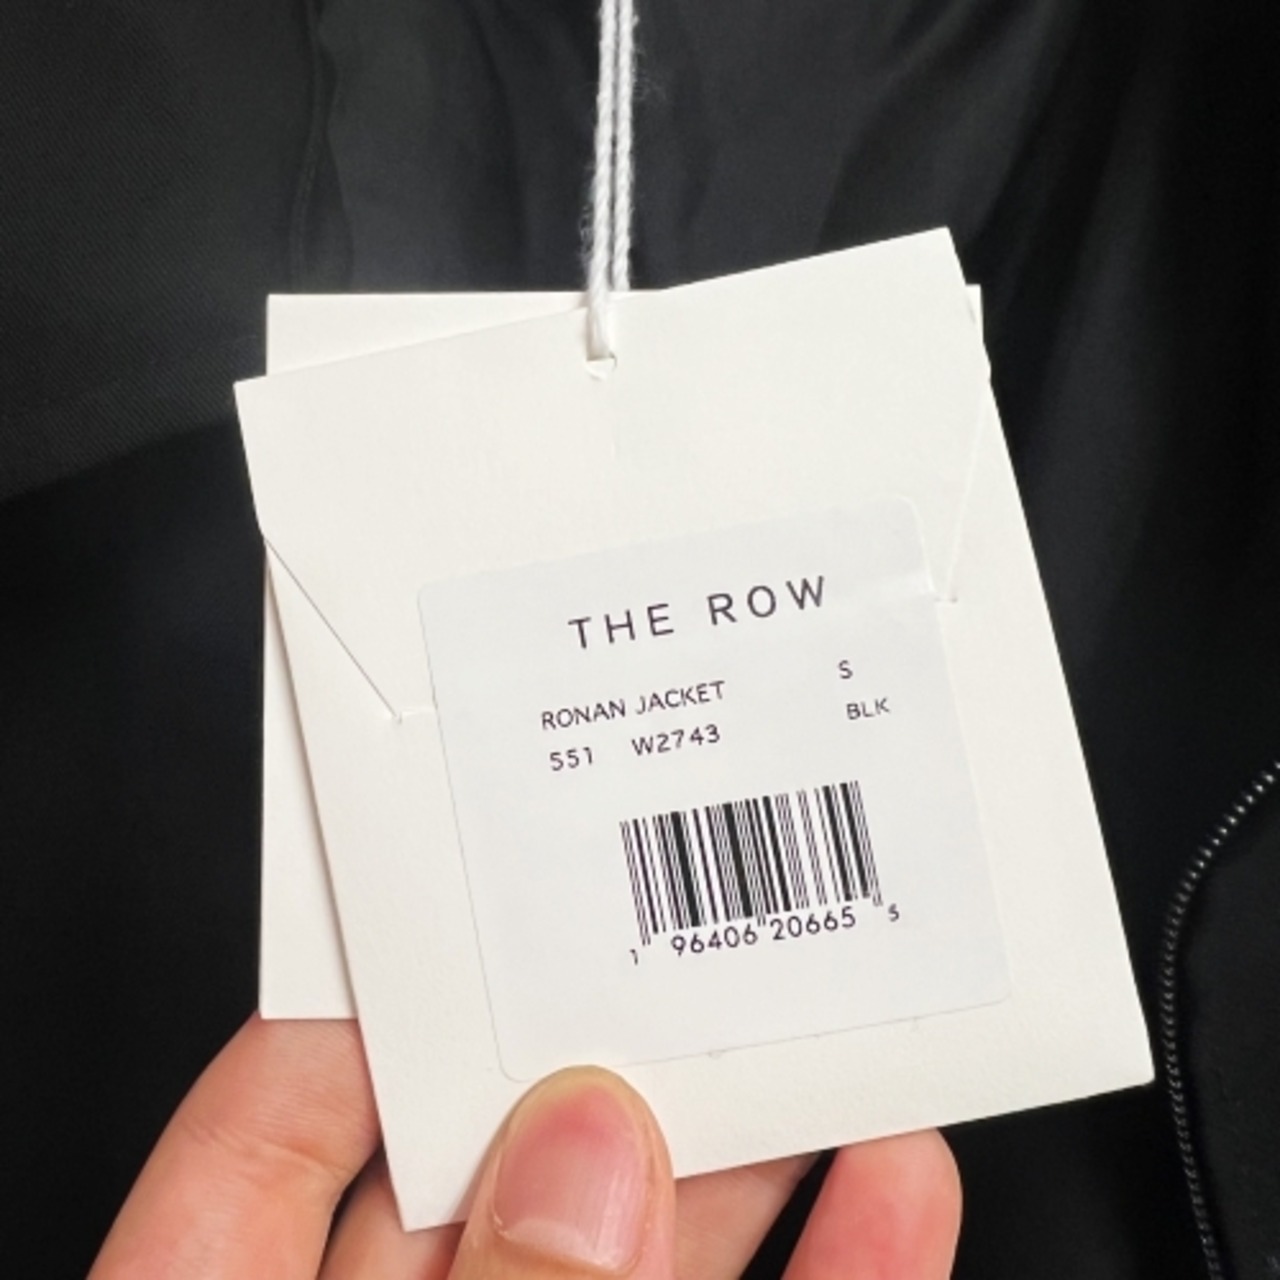 THE ROW
RONAN JACKET S
551 W2743 BLK
1 96406 20665 5